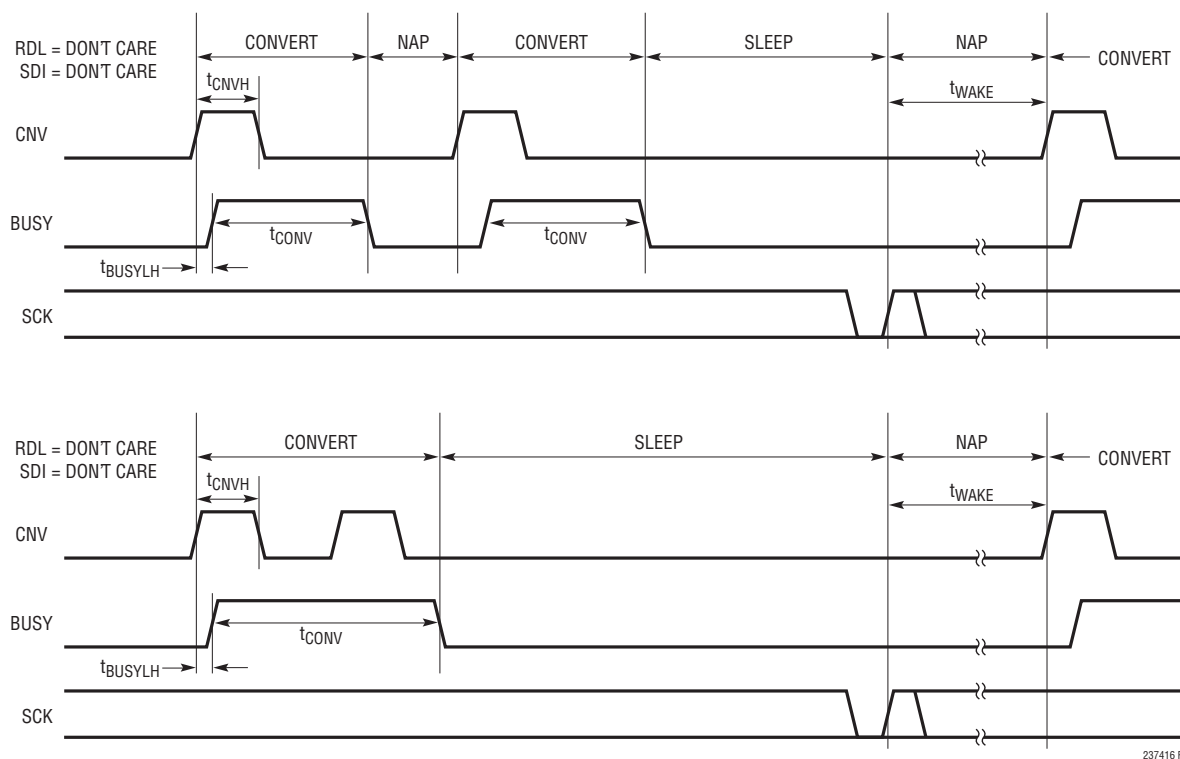 RDL = DON'T CARE
SDI = DON'T CARE
CONVERT
NAP
CONVERT
SLEEP
NAP
CONVERT
tCNVH
tWAKE
CNV
BUSY
tCONV
tCONV
tBUSYLH
SCK
RDL = DON'T CARE
SDI = DON'T CARE
CONVERT
SLEEP
NAP
CONVERT
tCNVH
tWAKE
CNV
BUSY
tCONV
tBUSYLH
SCK
237416